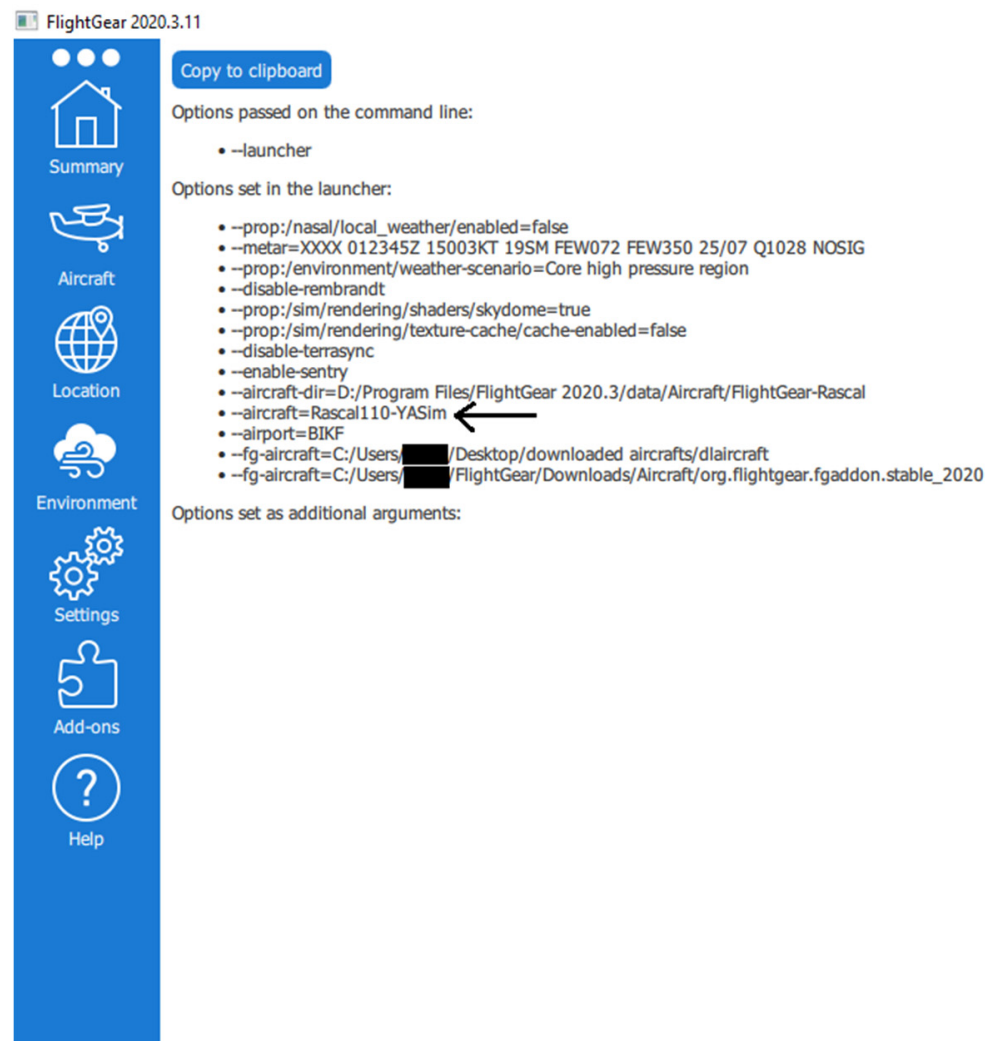 FlightGear 2020.3.11
Copy to clipboard
Options passed on the command line:
• --launcher
Options set in the launcher:
• --prop:/nasal/local_weather/enabled=false
• --metar=XXXX 012345Z 15003KT 19SM FEW072 FEW350 25/07 Q1028 NOSIG
• --prop:/environment/weather-scenario=Core high pressure region
• --disable-rembrandt
• --prop:/sim/rendering/shaders/skydome=true
• --prop:/sim/rendering/texture-cache/cache-enabled=false
• --disable-terrasync
• --enable-sentry
• --aircraft-dir=D:/Program Files/FlightGear 2020.3/data/Aircraft/FlightGear-Rascal
• --aircraft=Rascal110-YASim
• --airport=BIKF
• --fg-aircraft=C:/Users/ /Desktop/downloaded aircrafts/dlaircraft
• --fg-aircraft=C:/Users/ /FlightGear/Downloads/Aircraft/org.flightgear.fgaddon.stable_2020
Options set as additional arguments:
Summary
Aircraft
Location
Environment
Settings
Add-ons
?
Help